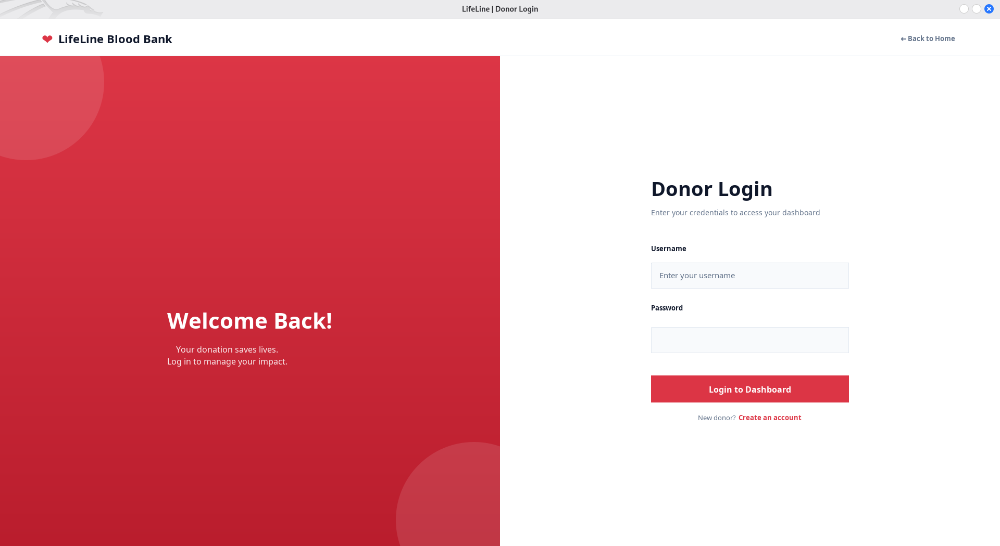 LifeLine | Donor Login
❤ LifeLine Blood Bank
← Back to Home
Welcome Back!
Your donation saves lives.
Log in to manage your impact.
Donor Login
Enter your credentials to access your dashboard
Username
Enter your username
Password
Login to Dashboard
New donor? Create an account